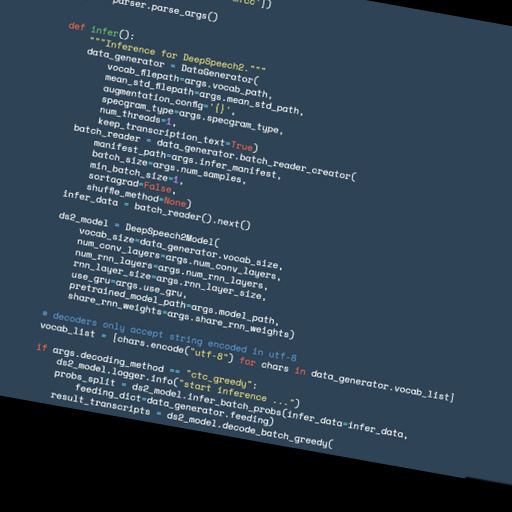 parser.parse_args()
def infer():
"""Inference for DeepSpeech2."""
data_generator = DataGenerator(
vocab_filepath=args.vocab_path,
mean_std_filepath=args.mean_std_path,
augmentation_config='{}',
specgram_type=args.specgram_type,
num_threads=1,
keep_transcription_text=True)
batch_reader = data_generator.batch_reader_creator(
manifest_path=args.infer_manifest,
batch_size=args.num_samples,
min_batch_size=1,
sortagrad=False,
shuffle_method=None)
infer_data = batch_reader().next()
ds2_model = DeepSpeech2Model(
vocab_size=data_generator.vocab_size,
num_conv_layers=args.num_conv_layers,
num_rnn_layers=args.num_rnn_layers,
rnn_layer_size=args.rnn_layer_size,
use_gru=args.use_gru,
pretrained_model_path=args.model_path,
share_rnn_weights=args.share_rnn_weights)
# decoders only accept string encoded in utf-8
vocab_list = [chars.encode("utf-8") for chars in data_generator.vocab_list]
if args.decoding_method == "ctc_greedy":
ds2_model.logger.info("start inference ...")
probs_split = ds2_model.infer_batch_probs(infer_data=infer_data,
feeding_dict=data_generator.feeding)
result_transcripts = ds2_model.decode_batch_greedy(